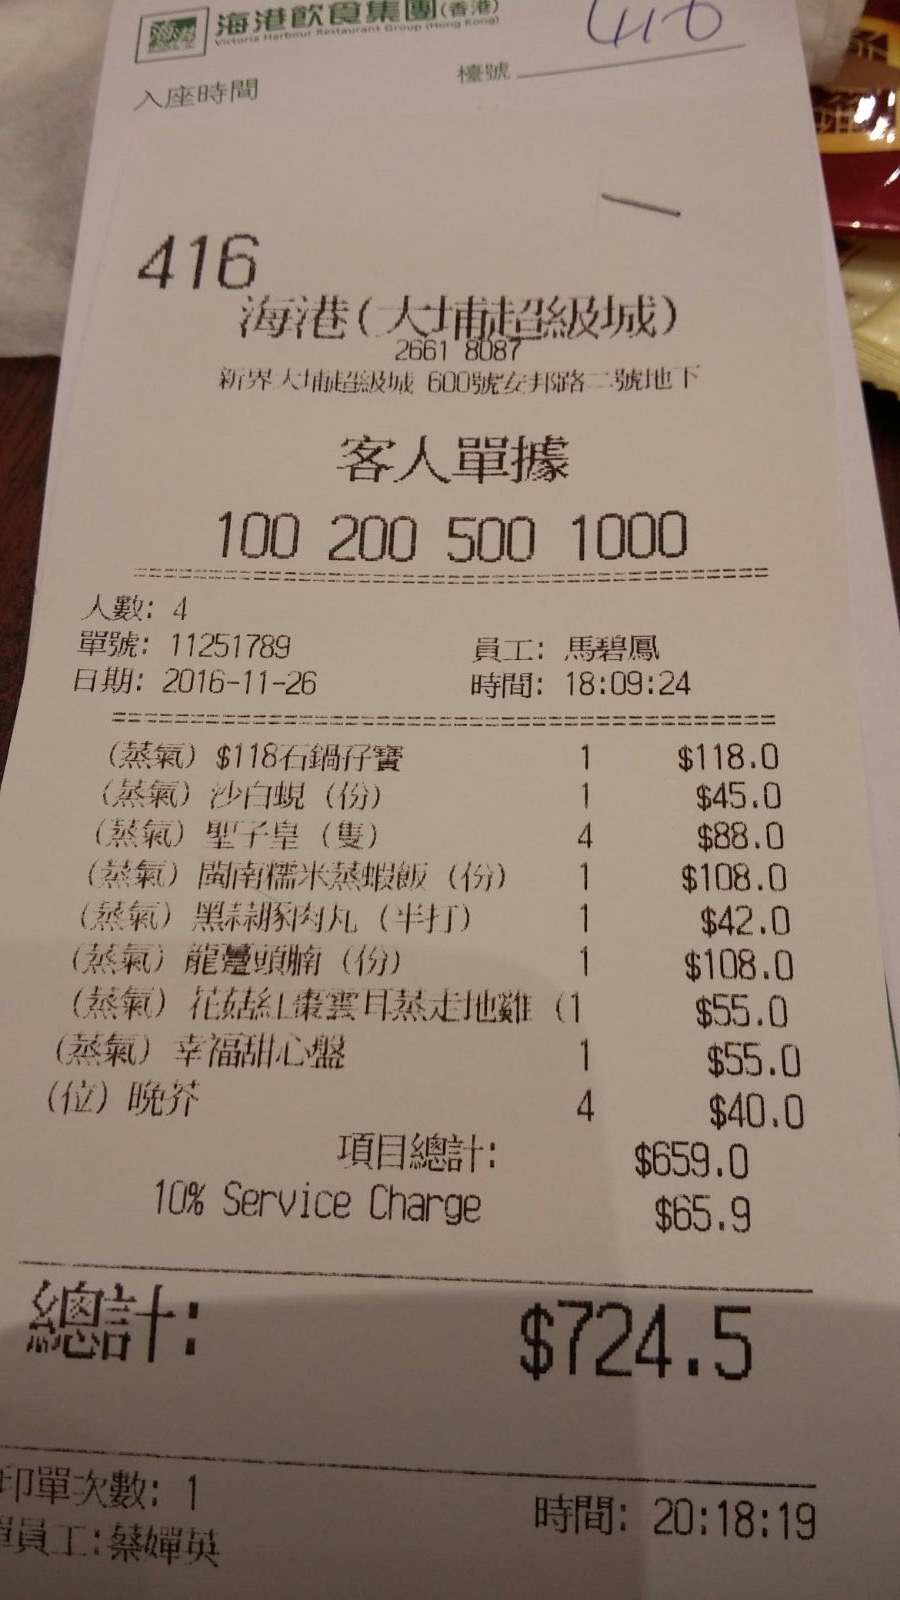 海港飲食集團(香港)
Victoria Harbour Restaurant Group (Hong Kong)
入座時間 檯號 416
416
海港(大埔超級城)
2661 8087
新界大埔超級城 600號安邦路二號地下
客人單據
100 200 500 1000
人數: 4
單號: 11251789 員工: 馬碧鳳
日期: 2016-11-26 時間: 18:09:24
(蒸氣) $118石鍋孖寶 1 $118.0
(蒸氣) 沙白蜆 (份) 1 $45.0
(蒸氣) 聖子皇 (隻) 4 $88.0
(蒸氣) 閩南糯米蒸蝦飯 (份) 1 $108.0
(蒸氣) 黑蒜豚肉丸 (半打) 1 $42.0
(蒸氣) 龍躉頭腩 (份) 1 $108.0
(蒸氣) 花菇紅棗雲耳蒸走地雞 (1 $55.0
(蒸氣) 幸福甜心盤 1 $55.0
(位) 晚芥 4 $40.0
項目總計: $659.0
10% Service Charge $65.9
總計: $724.5
印單次數: 1 時間: 20:18:19
員工:蔡嬋英